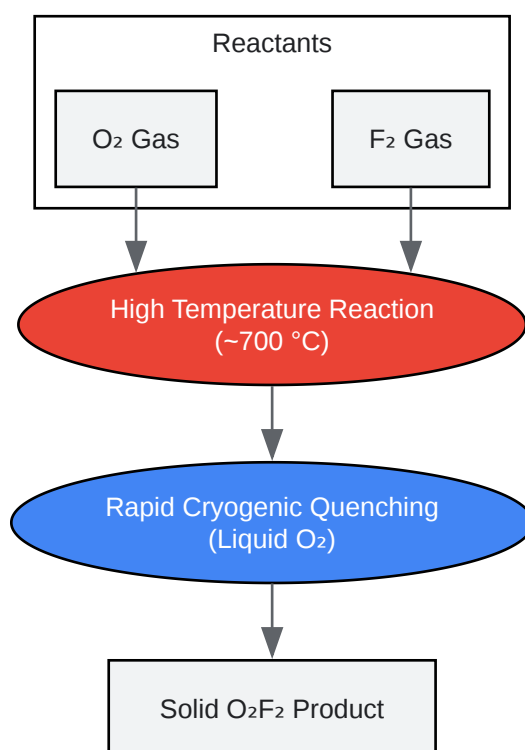 Reactants
O₂ Gas
F₂ Gas
High Temperature Reaction
(~700 °C)
Rapid Cryogenic Quenching
(Liquid O₂)
Solid O₂F₂ Product